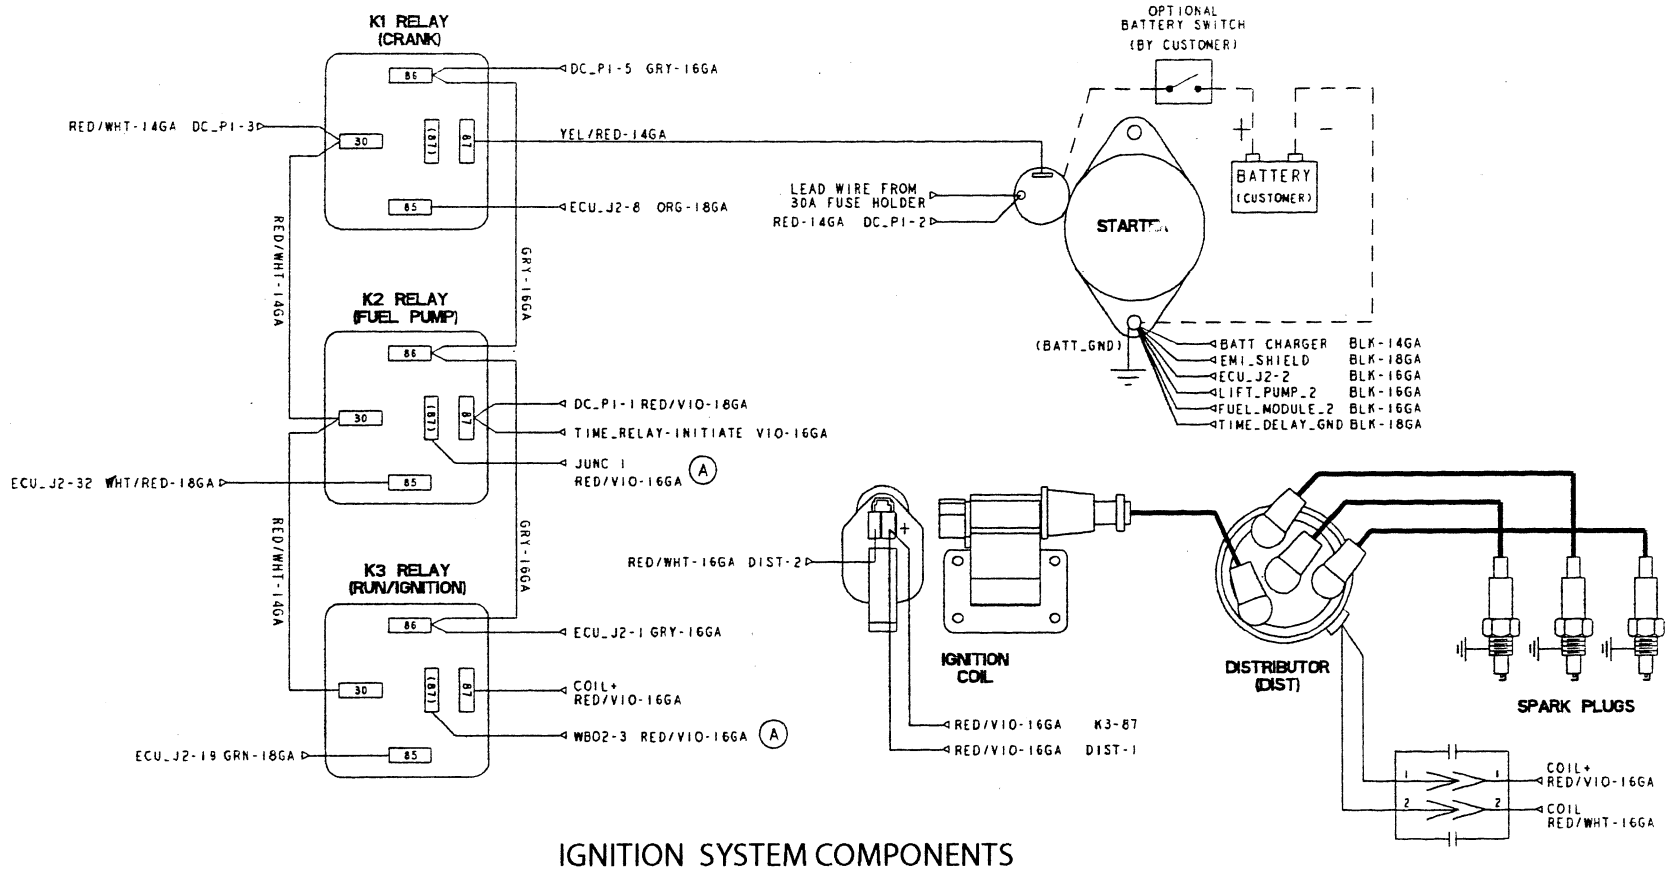 K1 RELAY
(CRANK)
86
DC_P1-5 GRY-16GA
RED/WHT-14GA DC_P1-3
30
(87)
87
YEL/RED-14GA
85
ECU_J2-8 ORG-18GA
RED/WHT-14GA
GRY-16GA
K2 RELAY
(FUEL PUMP)
86
30
(87)
87
DC_P1-1 RED/VIO-18GA
TIME_RELAY-INITIATE VIO-16GA
JUNC 1
RED/VIO-16GA
A
ECU_J2-32 WHT/RED-18GA
85
RED/WHT-14GA
GRY-16GA
K3 RELAY
(RUN/IGNITION)
86
ECU_J2-1 GRY-16GA
30
(87)
87
COIL+
RED/VIO-16GA
WBO2-3 RED/VIO-16GA
A
ECU_J2-19 GRN-18GA
85
OPTIONAL
BATTERY SWITCH
(BY CUSTOMER)
+
-
BATTERY
(CUSTOMER)
LEAD WIRE FROM
30A FUSE HOLDER
RED-14GA DC_P1-2
(BATT_GND)
BATT CHARGER BLK-14GA
EMI_SHIELD BLK-18GA
ECU_J2-2 BLK-16GA
LIFT_PUMP_2 BLK-16GA
FUEL_MODULE_2 BLK-16GA
TIME_DELAY_GND BLK-18GA
+
RED/WHT-16GA DIST-2
IGNITION
COIL
RED/VIO-16GA K3-87
RED/VIO-16GA DIST-1
DISTRIBUTOR
(DIST)
SPARK PLUGS
1 1
COIL+
RED/VIO-16GA
2 2
COIL
RED/WHT-16GA
IGNITION SYSTEM COMPONENTS